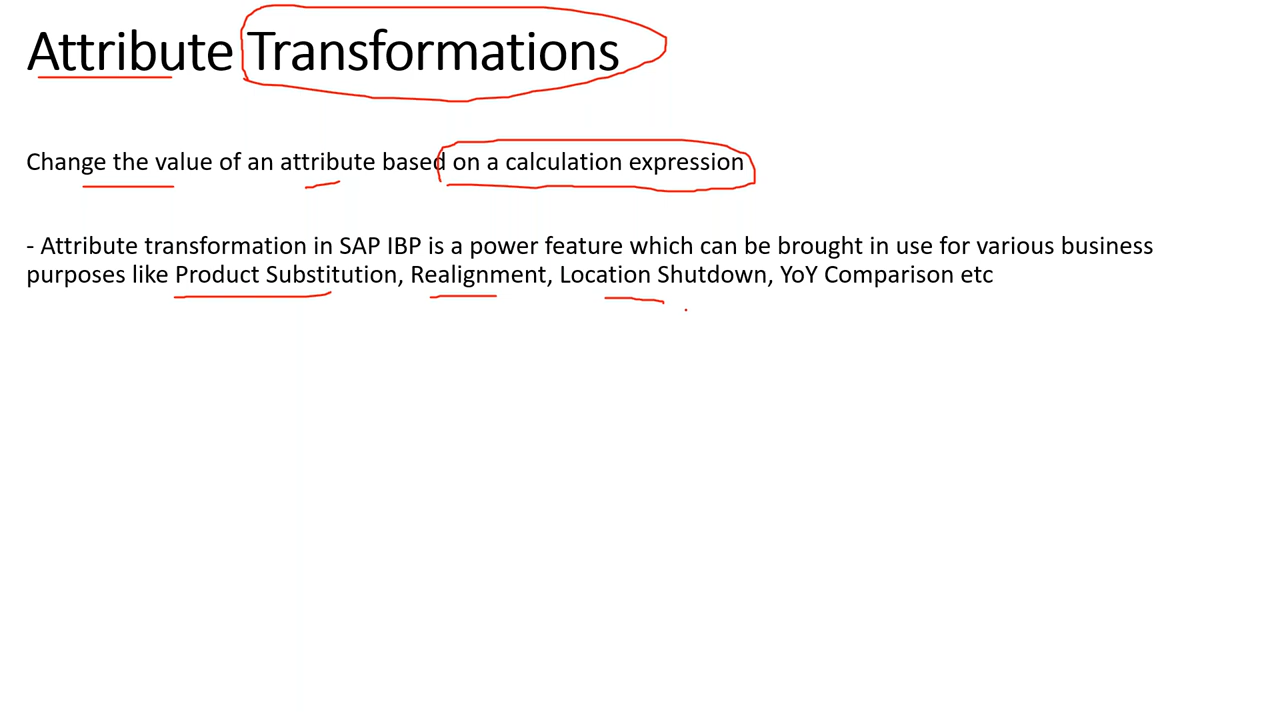 Attribute Transformations
Change the value of an attribute based on a calculation expression
- Attribute transformation in SAP IBP is a power feature which can be brought in use for various business
purposes like Product Substitution, Realignment, Location Shutdown, YoY Comparison etc